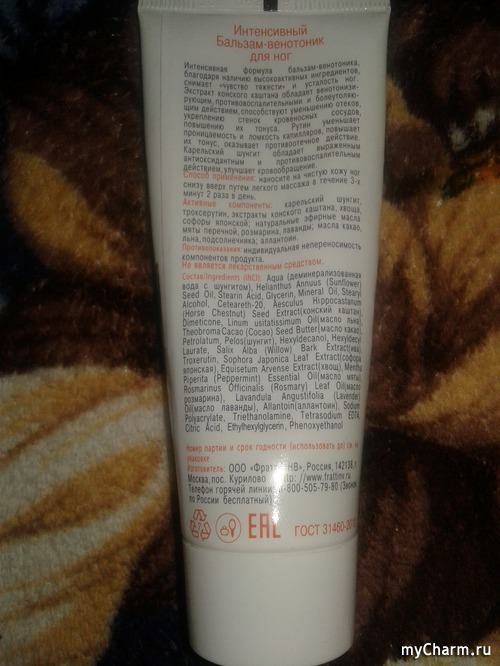 Интенсивный
Бальзам-венотоник
для ног
Интенсивная формула бальзам-венотоника,
благодаря наличию высокоактивных ингредиентов,
снимает «чувство тяжести» и усталость ног.
Экстракт конского каштана обладает венотонизи-
рующим, противовоспалительными и болеутоляю-
щим действием, способствуют уменьшению отеков,
укреплению стенок кровеносных сосудов,
повышению их тонуса. Рутин уменьшает
проницаемость и ломкость капилляров, повышает
их тонус, оказывает противоотечное действие.
Карельский шунгит обладает выраженным
антиоксидантным и противовоспалительным
действием, улучшает кровообращение.
Способ применения: наносите на чистую кожу ног
снизу вверх путем легкого массажа в течение 3-х
минут 2 раза в день.
Активные компоненты: карельский шунгит,
троксерутин, экстракты конского каштана, хвоща,
софоры японской; натуральные эфирные масла
мяты перечной, розмарина, лаванды; масла какао,
льна, подсолнечника; аллантоин.
Противопоказания: индивидуальная непереносимость
компонентов продукта.
Не является лекарственным средством.
Состав/Ingredients (INCI): Aqua (деминерализованная
вода с шунгитом), Helianthus Annuus (Sunflower)
Seed Oil, Stearic Acid, Glycerin, Mineral Oil, Stearyl
Alcohol, Ceteareth-20, Aesculus Hippocastanum
(Horse Chestnut) Seed Extract(конский каштан),
Dimeticone, Linum usitatissimum Oil(масло льна),
Theobroma Cacao (Cocoa) Seed Butter(масло какао),
Petrolatum, Pelos(шунгит), Hexyldecanol, Hexyldecyl
Laurate, Salix Alba (Willow) Bark Extract(ива),
Troxerutin, Sophora Japonica Leaf Extract(софора
японская), Equisetum Arvense Extract(хвощ), Mentha
Piperita (Peppermint) Essential Oil(масло мяты)
Rosmarinus Officinalis (Rosmary) Leaf Oil(масло
розмарина), Lavandula Angustifolia (Lavender)
Oil(масло лаванды), Allantoin(аллантоин), Sodium
Polyacrylate, Triethanolamine, Tetrasodium EDTA,
Citric Acid, Ethylhexylglycerin, Phenoxyethanol
Номер партии и срок годности (использовать до) см. на
упаковке
Изготовитель: ООО НВ», Россия, 142138, г.
Москва, пос. Курилово http://www.frattinv.ru
Телефон горячей линии 8-800-505-79-80 (Звонок
по России бесплатный)
EAC ГОСТ 31460-20
myCharm.ru